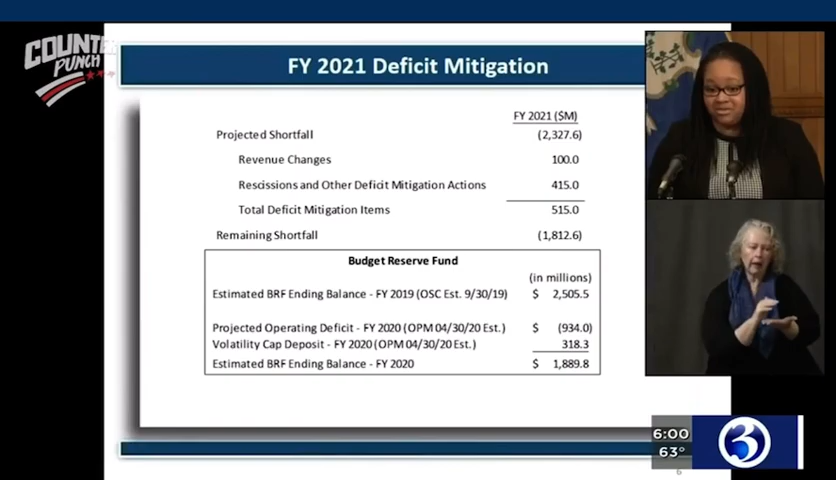 COUNTER
PUNCH
FY 2021 Deficit Mitigation
FY 2021 ($M)
Projected Shortfall (2,327.6)
Revenue Changes 100.0
Rescissions and Other Deficit Mitigation Actions 415.0
Total Deficit Mitigation Items 515.0
Remaining Shortfall (1,812.6)
Budget Reserve Fund
(in millions)
Estimated BRF Ending Balance - FY 2019 (OSC Est. 9/30/19) $ 2,505.5
Projected Operating Deficit - FY 2020 (OPM 04/30/20 Est.) $ (934.0)
Volatility Cap Deposit - FY 2020 (OPM 04/30/20 Est.) 318.3
Estimated BRF Ending Balance - FY 2020 $ 1,889.8
6:00
63°
3
6